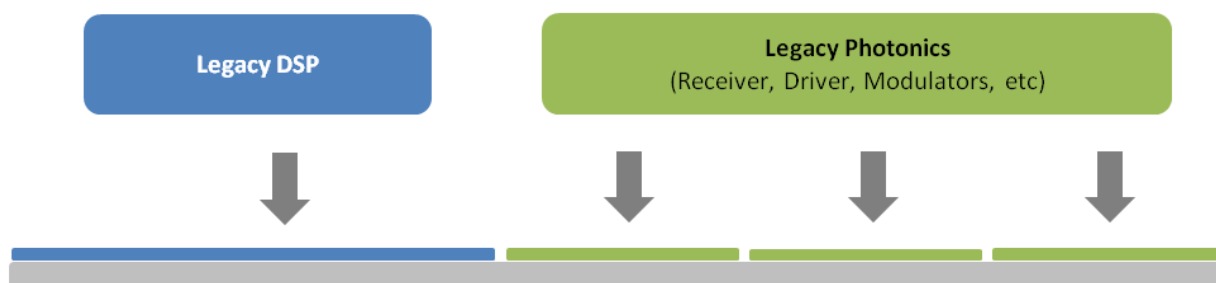 Legacy DSP
Legacy Photonics
(Receiver, Driver, Modulators, etc)